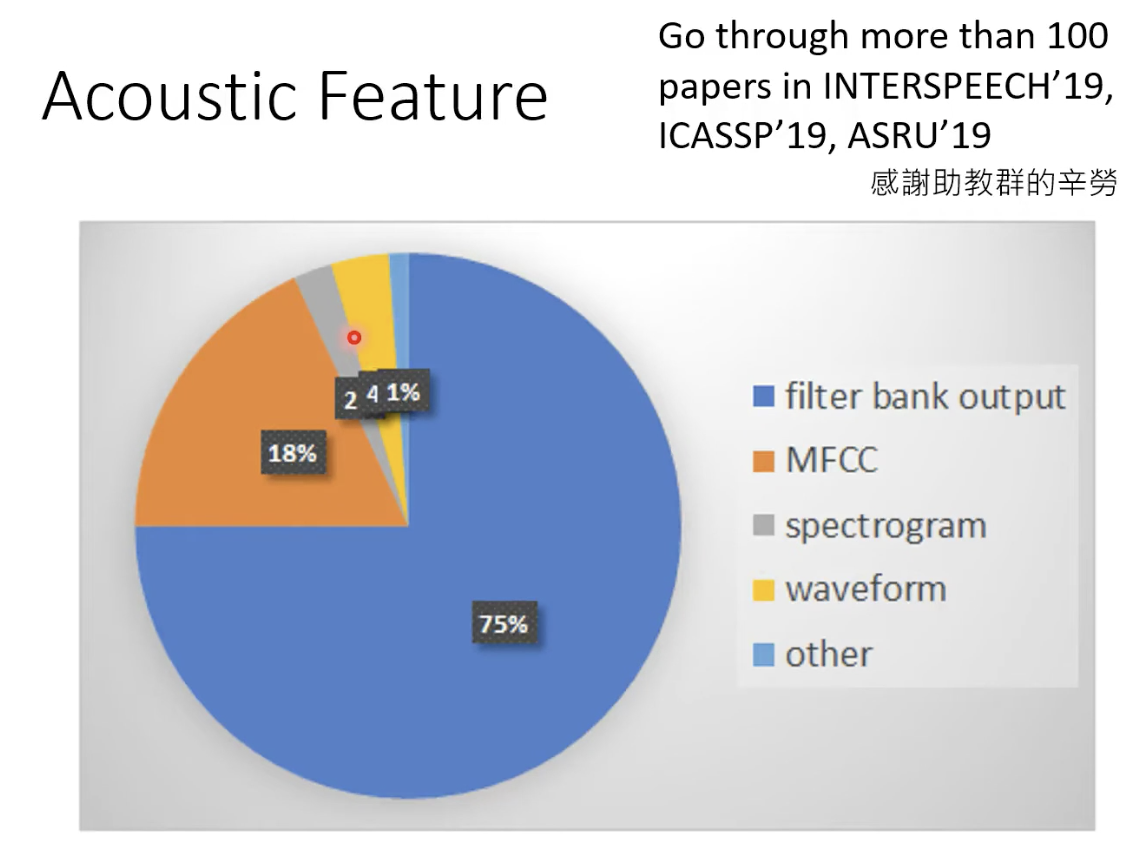 Acoustic Feature
Go through more than 100
papers in INTERSPEECH’19,
ICASSP’19, ASRU’19
感謝助教群的辛勞
2
4
1%
18%
75%
filter bank output
MFCC
spectrogram
waveform
other